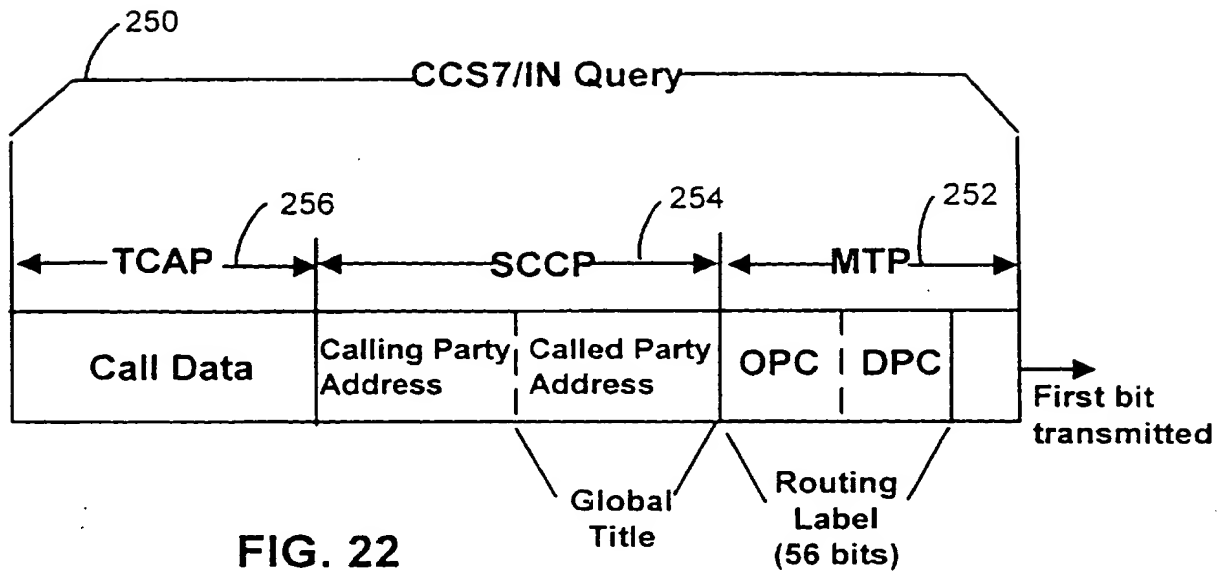 250
CCS7/IN Query
256
254
252
TCAP
SCCP
MTP
Call Data
Calling Party
Address
Called Party
Address
OPC
DPC
First bit
transmitted
Global
Title
Routing
Label
(56 bits)
FIG. 22